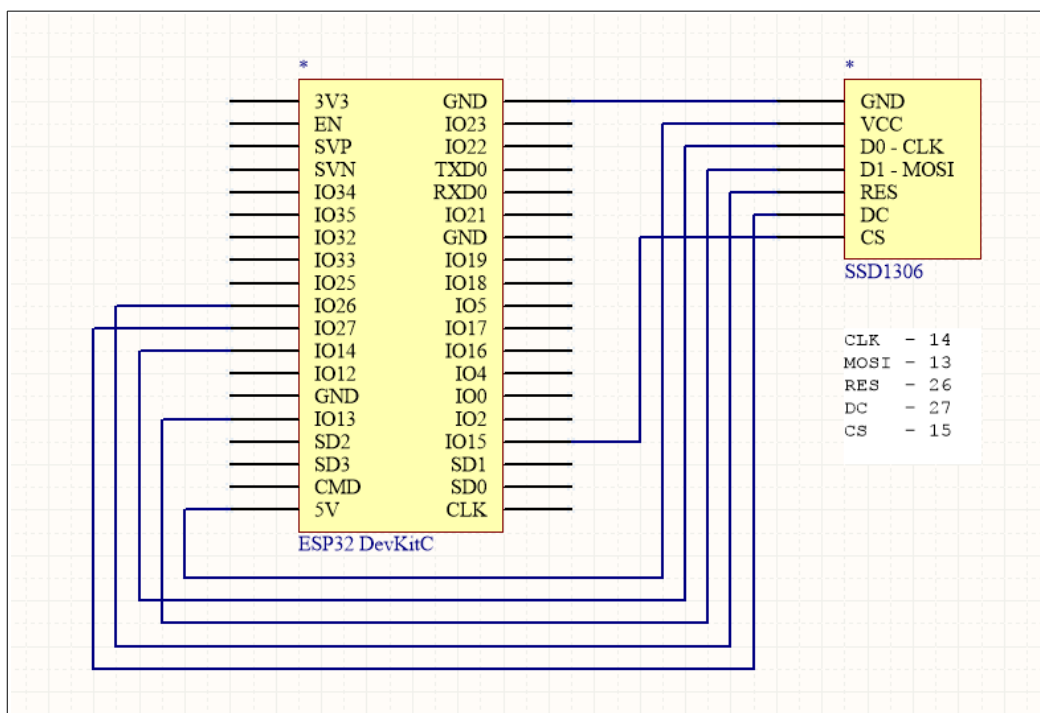 *
3V3
EN
SVP
SVN
IO34
IO35
IO32
IO33
IO25
IO26
IO27
IO14
IO12
GND
IO13
SD2
SD3
CMD
5V
GND
IO23
IO22
TXD0
RXD0
IO21
GND
IO19
IO18
IO5
IO17
IO16
IO4
IO0
IO2
IO15
SD1
SD0
CLK
ESP32 DevKitC
*
GND
VCC
D0 - CLK
D1 - MOSI
RES
DC
CS
SSD1306
CLK - 14
MOSI - 13
RES - 26
DC - 27
CS - 15